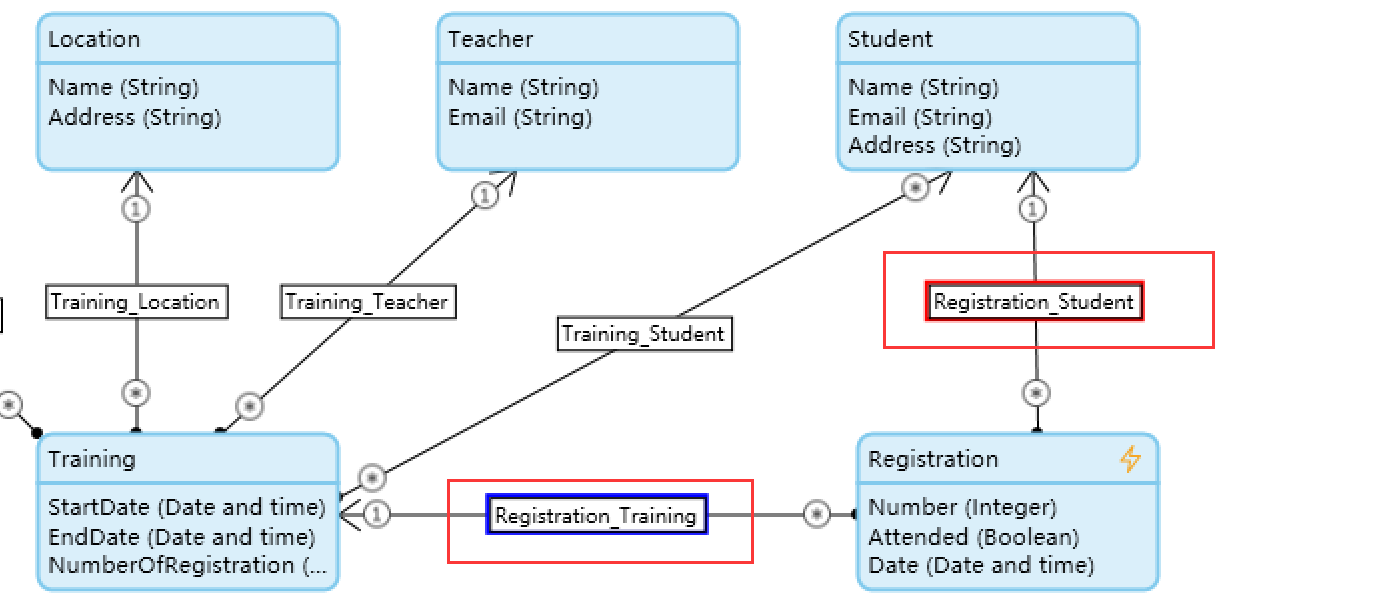 Location
Name (String)
Address (String)
Teacher
Name (String)
Email (String)
Student
Name (String)
Email (String)
Address (String)
1
1
*
1
Training_Location
Training_Teacher
Training_Student
Registration_Student
*
*
*
*
*
Training
StartDate (Date and time)
EndDate (Date and time)
NumberOfRegistration (...
1
Registration_Training
*
Registration
Number (Integer)
Attended (Boolean)
Date (Date and time)